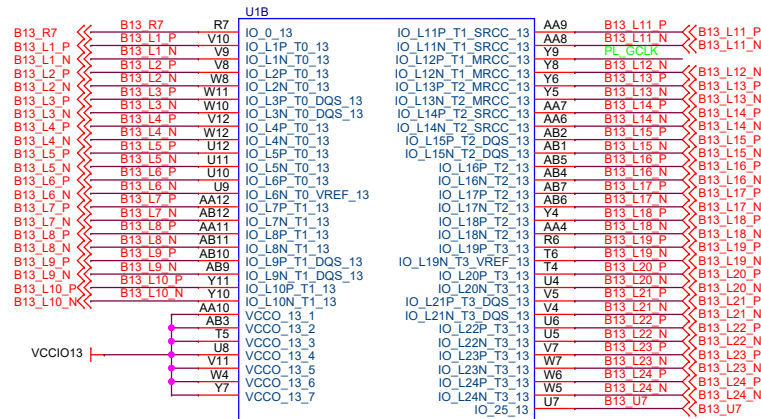 U1B
B13_R7 B13_R7 R7 IO_0_13 IO_L11P_T1_SRCC_13 AA9 B13_L11_P B13_L11_P
B13_L1_P B13_L1_P V10 IO_L1P_T0_13 IO_L11N_T1_SRCC_13 AA8 B13_L11_N B13_L11_N
B13_L1_N B13_L1_N V9 IO_L1N_T0_13 IO_L12P_T1_MRCC_13 Y9 PL_GCLK
B13_L2_P B13_L2_P V8 IO_L2P_T0_13 IO_L12N_T1_MRCC_13 Y8 B13_L12_N B13_L12_N
B13_L2_N B13_L2_N W8 IO_L2N_T0_13 IO_L13P_T2_MRCC_13 Y6 B13_L13_P B13_L13_P
B13_L3_P B13_L3_P W11 IO_L3P_T0_DQS_13 IO_L13N_T2_MRCC_13 Y5 B13_L13_N B13_L13_N
B13_L3_N B13_L3_N W10 IO_L3N_T0_DQS_13 IO_L14P_T2_SRCC_13 AA7 B13_L14_P B13_L14_P
B13_L4_P B13_L4_P V12 IO_L4P_T0_13 IO_L14N_T2_SRCC_13 AA6 B13_L14_N B13_L14_N
B13_L4_N B13_L4_N W12 IO_L4N_T0_13 IO_L15P_T2_DQS_13 AB2 B13_L15_P B13_L15_P
B13_L5_P B13_L5_P U12 IO_L5P_T0_13 IO_L15N_T2_DQS_13 AB1 B13_L15_N B13_L15_N
B13_L5_N B13_L5_N U11 IO_L5N_T0_13 IO_L16P_T2_13 AB5 B13_L16_P B13_L16_P
B13_L6_P B13_L6_P U10 IO_L6P_T0_13 IO_L16N_T2_13 AB4 B13_L16_N B13_L16_N
B13_L6_N B13_L6_N U9 IO_L6N_T0_VREF_13 IO_L17P_T2_13 AB7 B13_L17_P B13_L17_P
B13_L7_P B13_L7_P AA12 IO_L7P_T1_13 IO_L17N_T2_13 AB6 B13_L17_N B13_L17_N
B13_L7_N B13_L7_N AB12 IO_L7N_T1_13 IO_L18P_T2_13 Y4 B13_L18_P B13_L18_P
B13_L8_P B13_L8_P AA11 IO_L8P_T1_13 IO_L18N_T2_13 AA4 B13_L18_N B13_L18_N
B13_L8_N B13_L8_N AB11 IO_L8N_T1_13 IO_L19P_T3_13 R6 B13_L19_P B13_L19_P
B13_L9_P B13_L9_P AB10 IO_L9P_T1_DQS_13 IO_L19N_T3_VREF_13 T6 B13_L19_N B13_L19_N
B13_L9_N B13_L9_N AB9 IO_L9N_T1_DQS_13 IO_L20P_T3_13 T4 B13_L20_P B13_L20_P
B13_L10_P B13_L10_P Y11 IO_L10P_T1_13 IO_L20N_T3_13 U4 B13_L20_N B13_L20_N
B13_L10_N B13_L10_N Y10 IO_L10N_T1_13 IO_L21P_T3_DQS_13 V5 B13_L21_P B13_L21_P
AA10 VCCO_13_1 IO_L21N_T3_DQS_13 V4 B13_L21_N B13_L21_N
AB3 VCCO_13_2 IO_L22P_T3_13 U6 B13_L22_P B13_L22_P
T5 VCCO_13_3 IO_L22N_T3_13 U5 B13_L22_N B13_L22_N
VCCIO13 U8 VCCO_13_4 IO_L23P_T3_13 V7 B13_L23_P B13_L23_P
V11 VCCO_13_5 IO_L23N_T3_13 W7 B13_L23_N B13_L23_N
W4 VCCO_13_6 IO_L24P_T3_13 W6 B13_L24_P B13_L24_P
Y7 VCCO_13_7 IO_L24N_T3_13 W5 B13_L24_N B13_L24_N
IO_25_13 U7 B13_U7 B13_U7